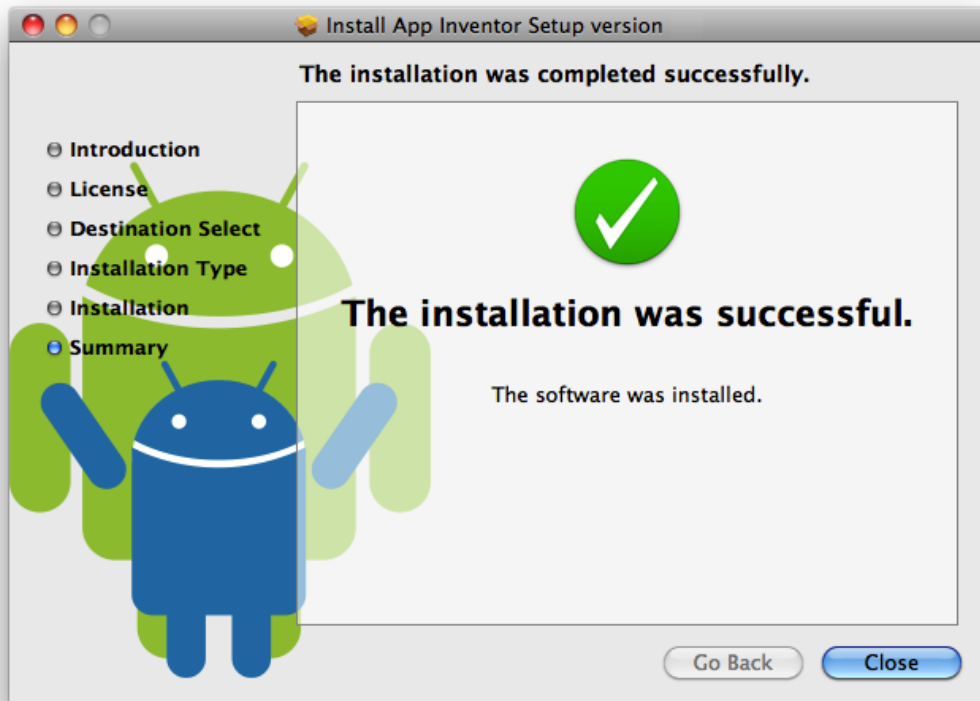 Install App Inventor Setup version
The installation was completed successfully.
Introduction
License
Destination Select
Installation Type
Installation
Summary
The installation was successful.
The software was installed.
Go Back
Close